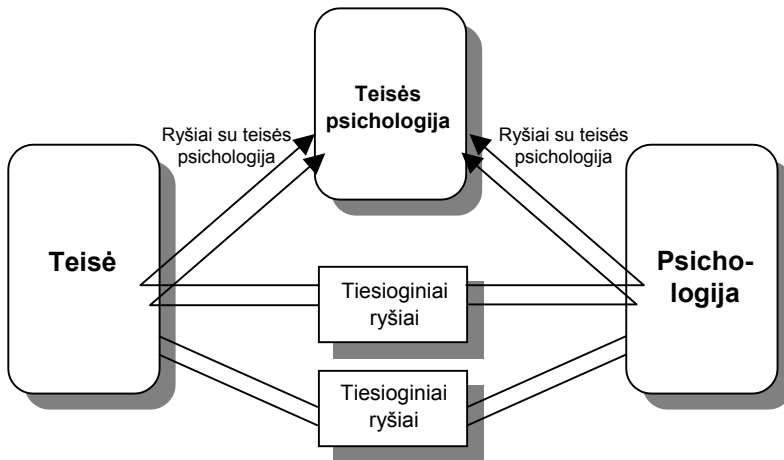 Teisės
psichologija
Ryšiai su teisės
psichologija
Ryšiai su teisės
psichologija
Teisė
Psicho-
logija
Tiesioginiai
ryšiai
Tiesioginiai
ryšiai